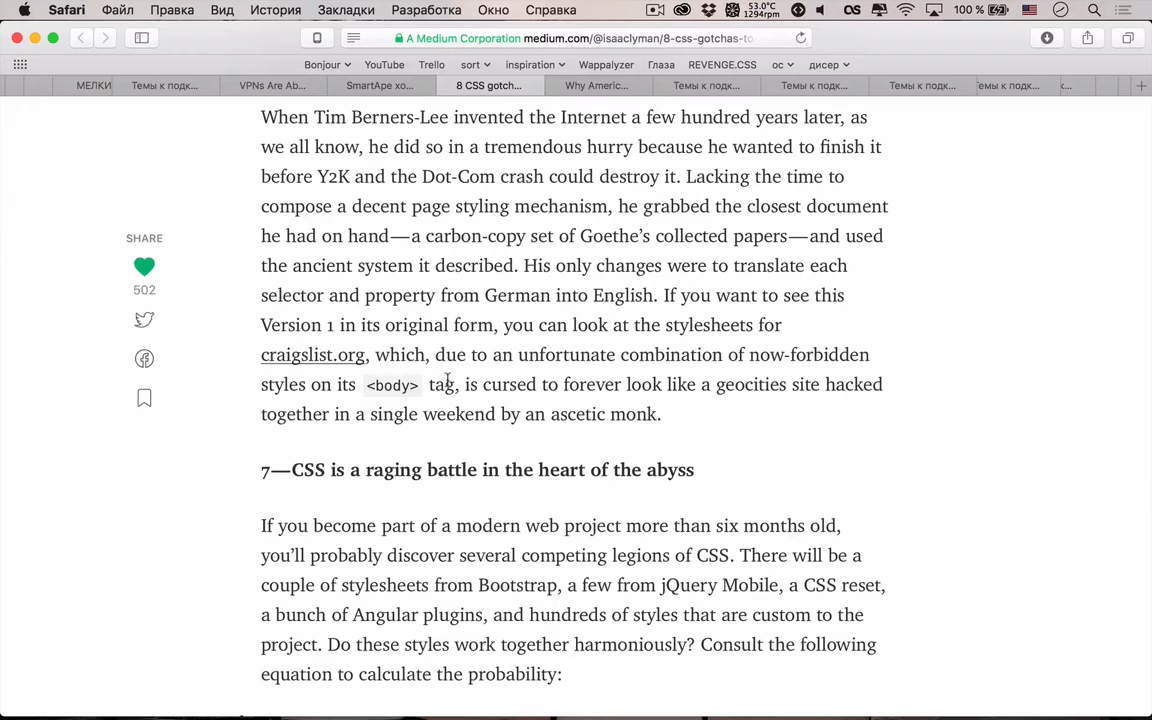 Safari Файл Правка Вид История Закладки Разработка Окно Справка 53.0°C 1294rpm 100 %
A Medium Corporation medium.com/@isaaclyman/8-css-gotchas-to-
Bonjour YouTube Trello sort inspiration Wappalyzer Глаза REVENGE.CSS ос дисер
МЕЛКИ Темы к подк... VPNs Are Ab... SmartApe хо... 8 CSS gotch... Why Americ... Темы к подк... Темы к подк... Темы к подк... емы к подк... к...
When Tim Berners-Lee invented the Internet a few hundred years later, as
we all know, he did so in a tremendous hurry because he wanted to finish it
before Y2K and the Dot-Com crash could destroy it. Lacking the time to
compose a decent page styling mechanism, he grabbed the closest document
he had on hand—a carbon-copy set of Goethe’s collected papers—and used
the ancient system it described. His only changes were to translate each
selector and property from German into English. If you want to see this
Version 1 in its original form, you can look at the stylesheets for
craigslist.org, which, due to an unfortunate combination of now-forbidden
styles on its <body> tag, is cursed to forever look like a geocities site hacked
together in a single weekend by an ascetic monk.
SHARE
502
7—CSS is a raging battle in the heart of the abyss
If you become part of a modern web project more than six months old,
you’ll probably discover several competing legions of CSS. There will be a
couple of stylesheets from Bootstrap, a few from jQuery Mobile, a CSS reset,
a bunch of Angular plugins, and hundreds of styles that are custom to the
project. Do these styles work together harmoniously? Consult the following
equation to calculate the probability: